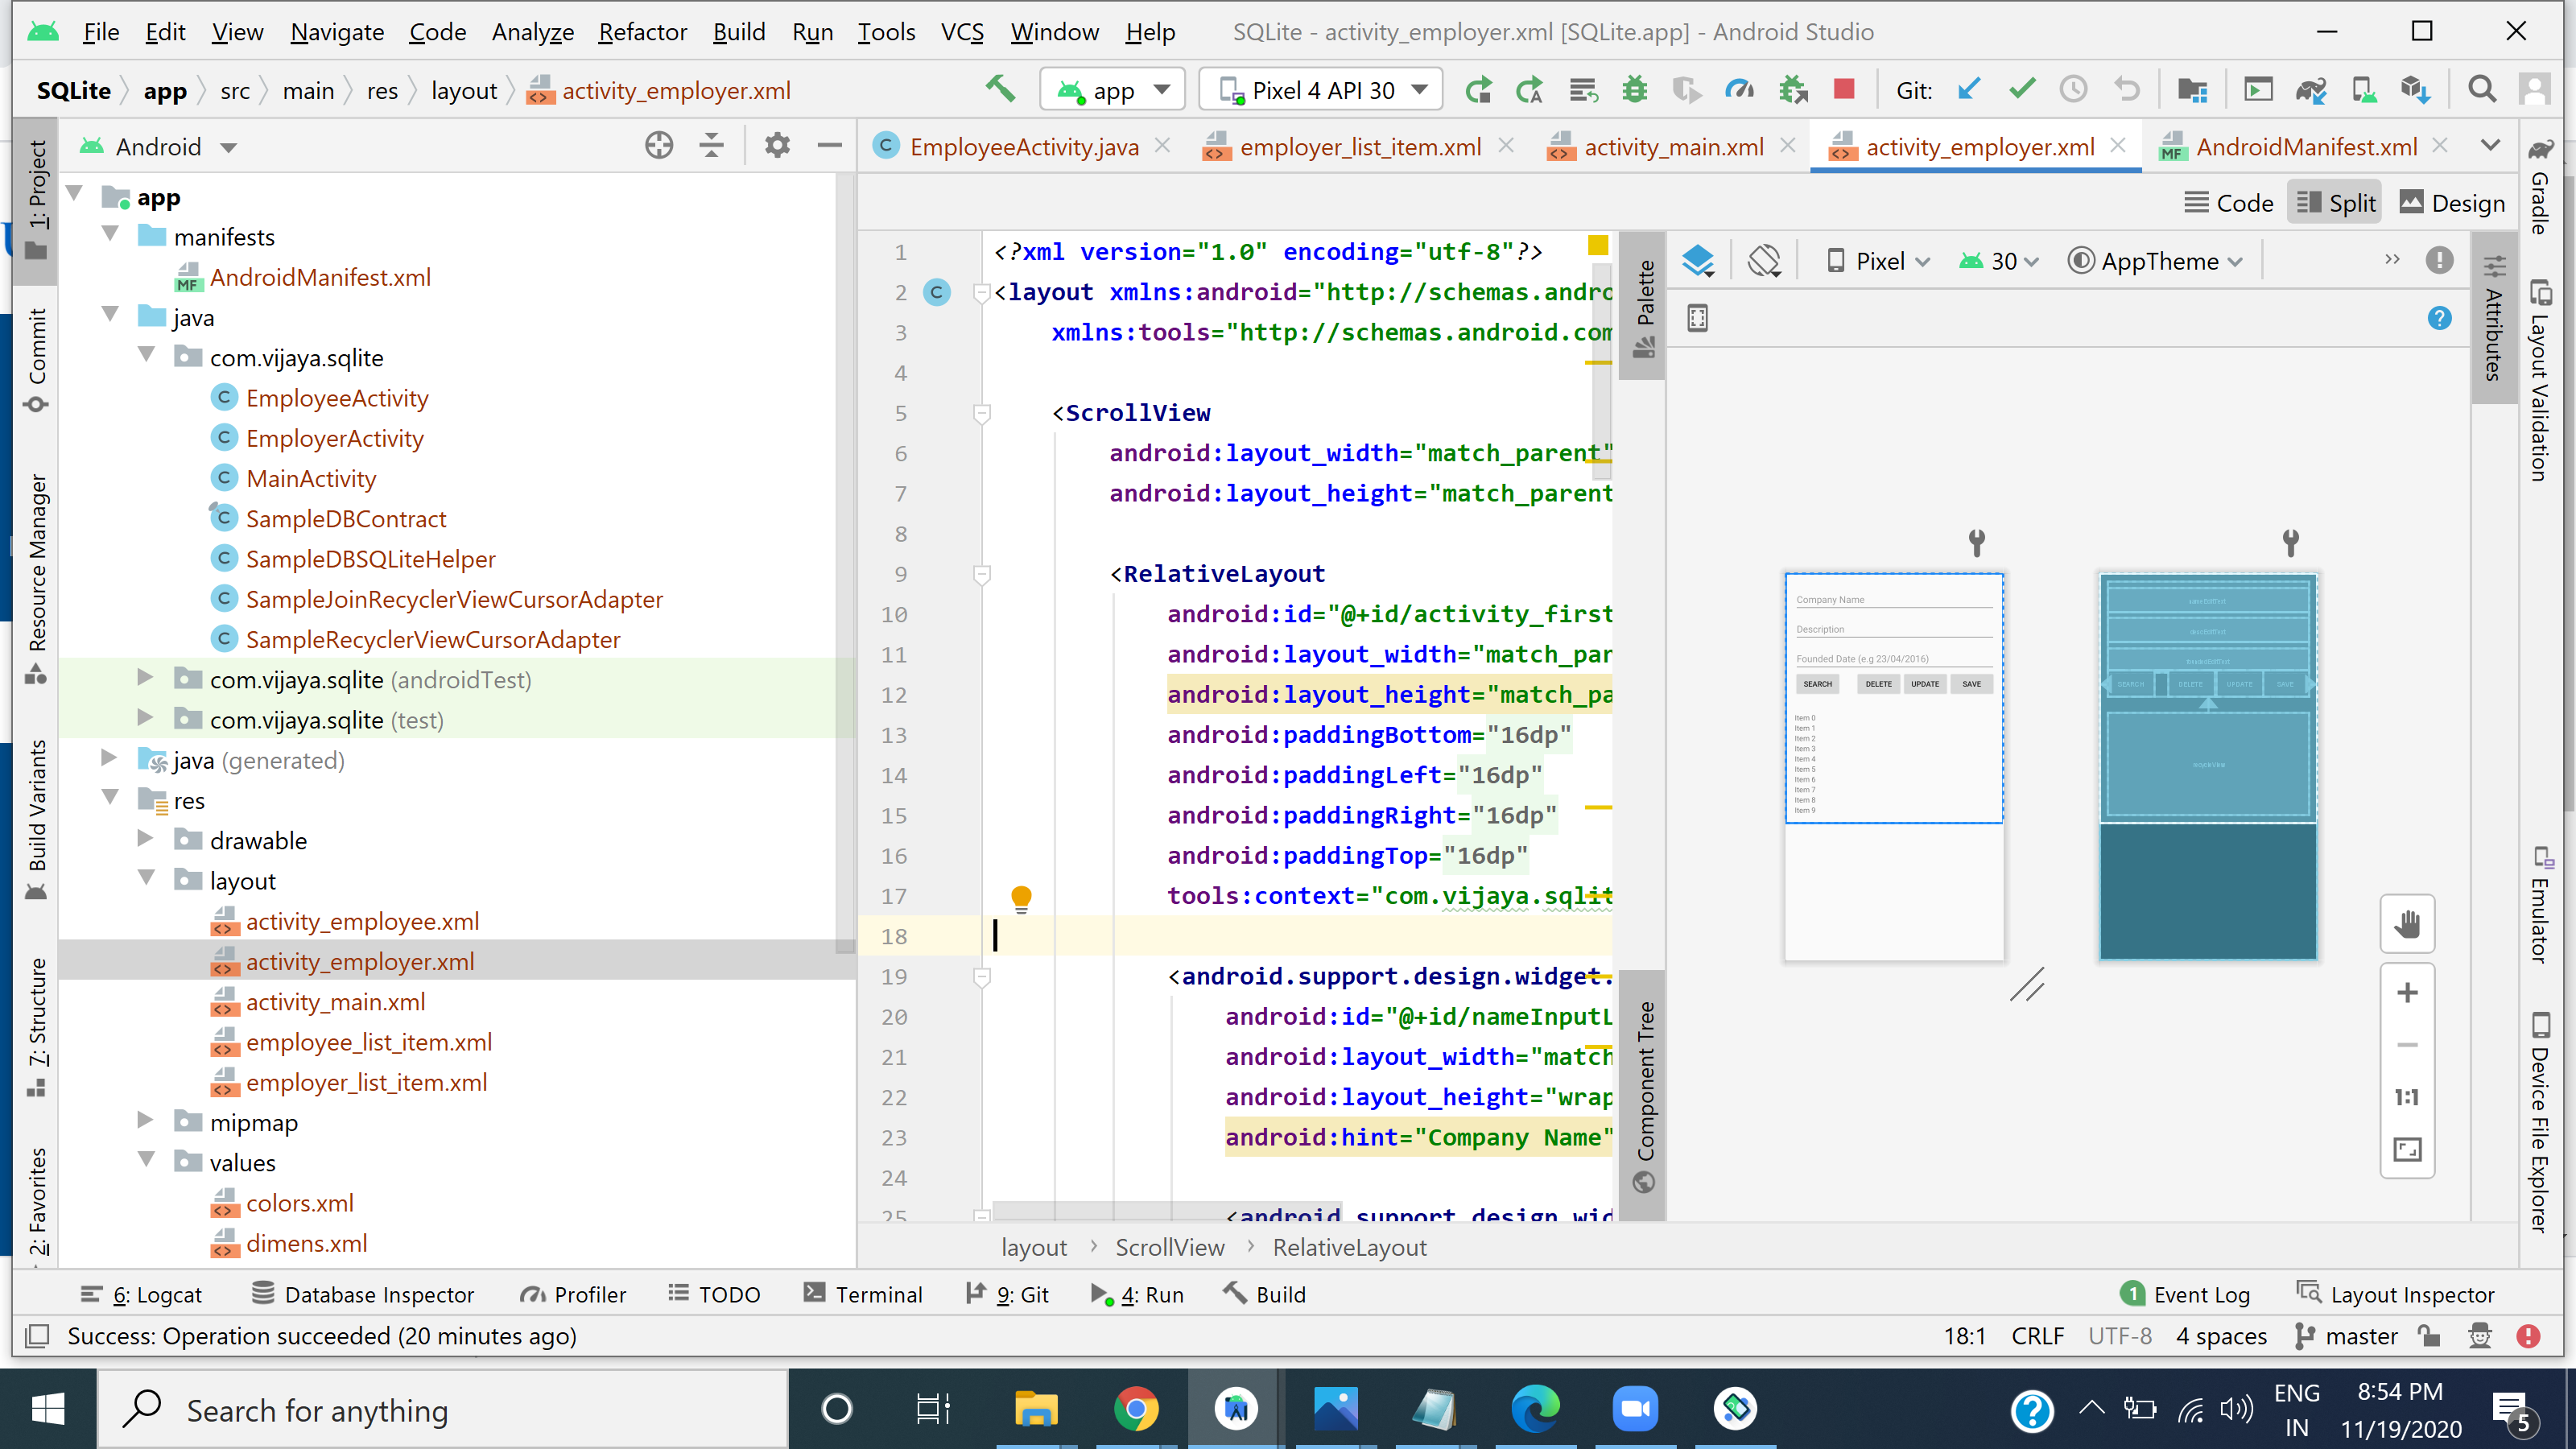 File Edit View Navigate Code Analyze Refactor Build Run Tools VCS Window Help SQLite - activity_employer.xml [SQLite.app] - Android Studio
SQLite app src main res layout activity_employer.xml app Pixel 4 API 30 Git:
Android
EmployeeActivity.java employer_list_item.xml activity_main.xml activity_employer.xml AndroidManifest.xml
Code Split Design
Pixel 30 AppTheme
1: Project
Commit
Resource Manager
Build Variants
7: Structure
2: Favorites
app
manifests
AndroidManifest.xml
java
com.vijaya.sqlite
EmployeeActivity
EmployerActivity
MainActivity
SampleDBContract
SampleDBSQLiteHelper
SampleJoinRecyclerViewCursorAdapter
SampleRecyclerViewCursorAdapter
com.vijaya.sqlite (androidTest)
com.vijaya.sqlite (test)
java (generated)
res
drawable
layout
activity_employee.xml
activity_employer.xml
activity_main.xml
employee_list_item.xml
employer_list_item.xml
mipmap
values
colors.xml
dimens.xml
1 <?xml version="1.0" encoding="utf-8"?>
2 <layout xmlns:android="http://schemas.andro
3 xmlns:tools="http://schemas.android.com
4
5 <ScrollView
6 android:layout_width="match_parent"
7 android:layout_height="match_parent
8
9 <RelativeLayout
10 android:id="@+id/activity_first
11 android:layout_width="match_par
12 android:layout_height="match_pa
13 android:paddingBottom="16dp"
14 android:paddingLeft="16dp"
15 android:paddingRight="16dp"
16 android:paddingTop="16dp"
17 tools:context="com.vijaya.sqlit
18
19 <android.support.design.widget.
20 android:id="@+id/nameInputL
21 android:layout_width="match
22 android:layout_height="wrap
23 android:hint="Company Name"
24
25 <android.support.design.wid
layout ScrollView RelativeLayout
Palette
Component Tree
Company Name
Description
Founded Date (e.g 23/04/2016)
SEARCH DELETE UPDATE SAVE
Item 0
Item 1
Item 2
Item 3
Item 4
Item 5
Item 6
Item 7
Item 8
Item 9
SEARCH DELETE UPDATE SAVE
1:1
Attributes
Gradle
Layout Validation
Emulator
Device File Explorer
6: Logcat Database Inspector Profiler TODO Terminal 9: Git 4: Run Build 1 Event Log Layout Inspector
Success: Operation succeeded (20 minutes ago) 18:1 CRLF UTF-8 4 spaces master
Search for anything
ENG
IN
8:54 PM
11/19/2020
5